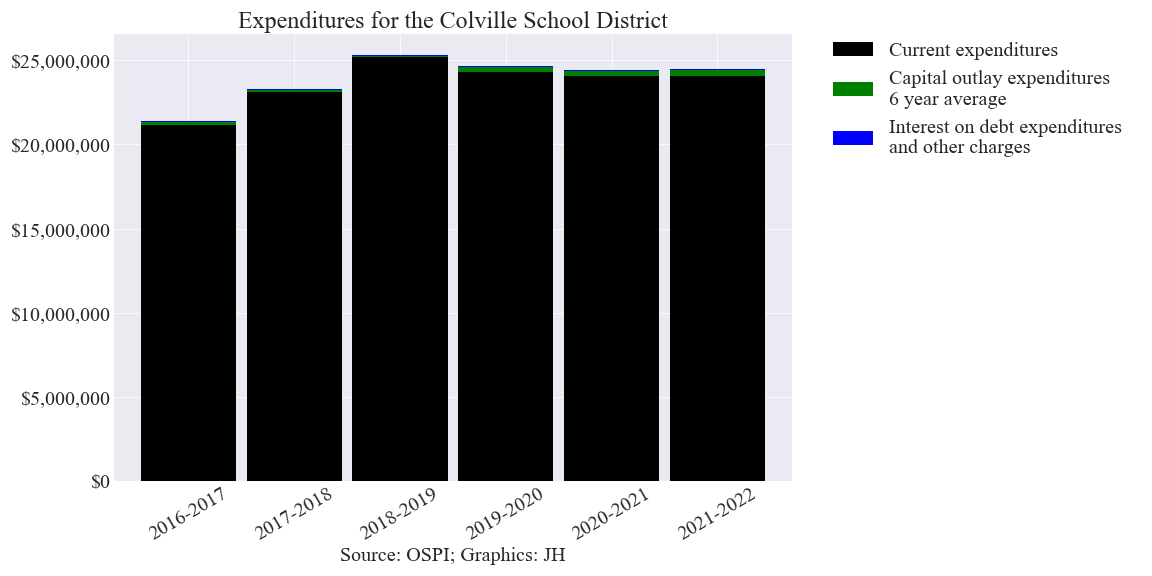 Expenditures for the Colville School District
$25,000,000
$20,000,000
$15,000,000
$10,000,000
$5,000,000
$0
2016-2017
2017-2018
2018-2019
2019-2020
2020-2021
2021-2022
Source: OSPI; Graphics: JH
Current expenditures
Capital outlay expenditures
6 year average
Interest on debt expenditures
and other charges